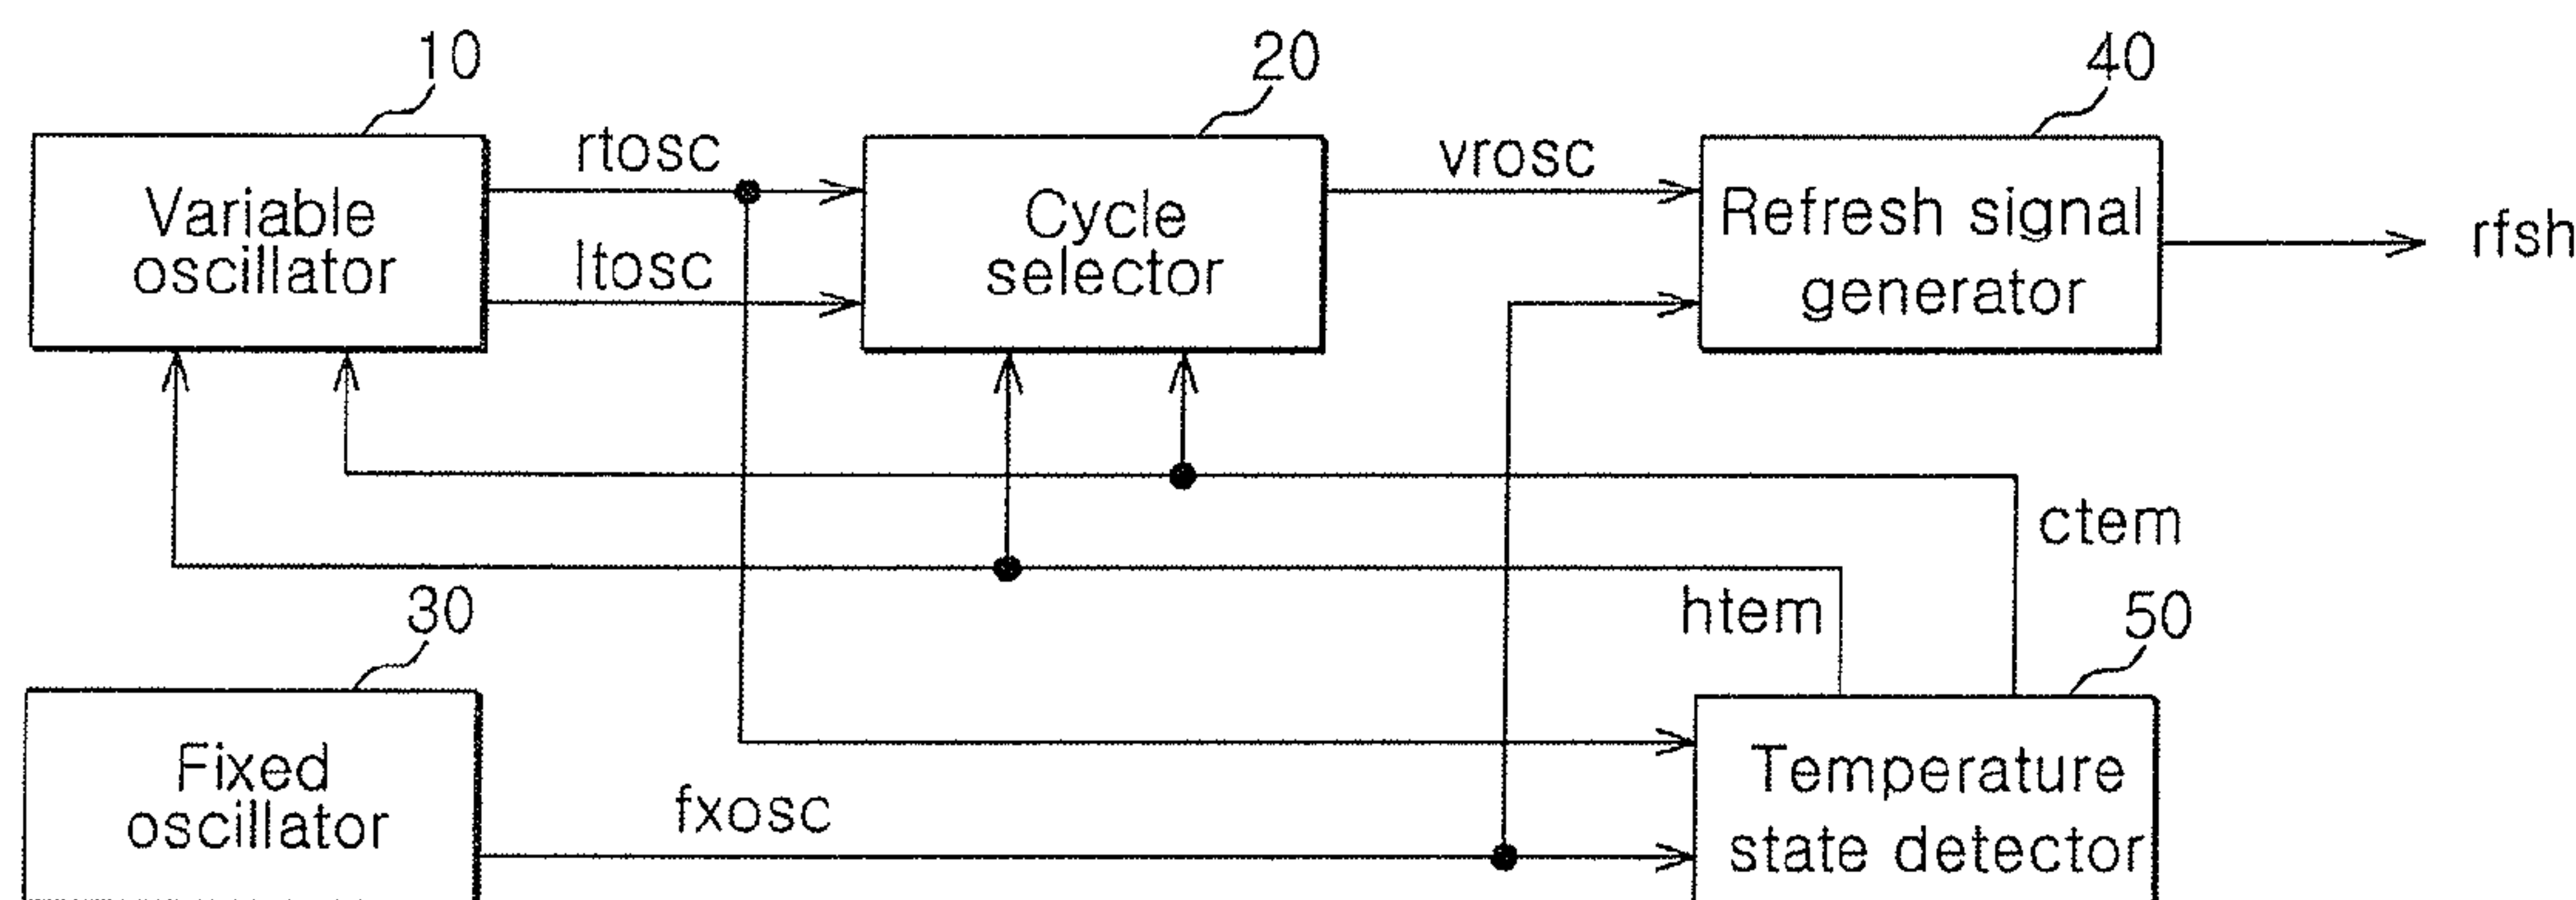 10
20
40
rtosc
vrosc
Variable
oscillator
ltosc
Cycle
selector
Refresh signal
generator
rfsh
ctem
htem
30
50
Fixed
oscillator
fxosc
Temperature
state detector